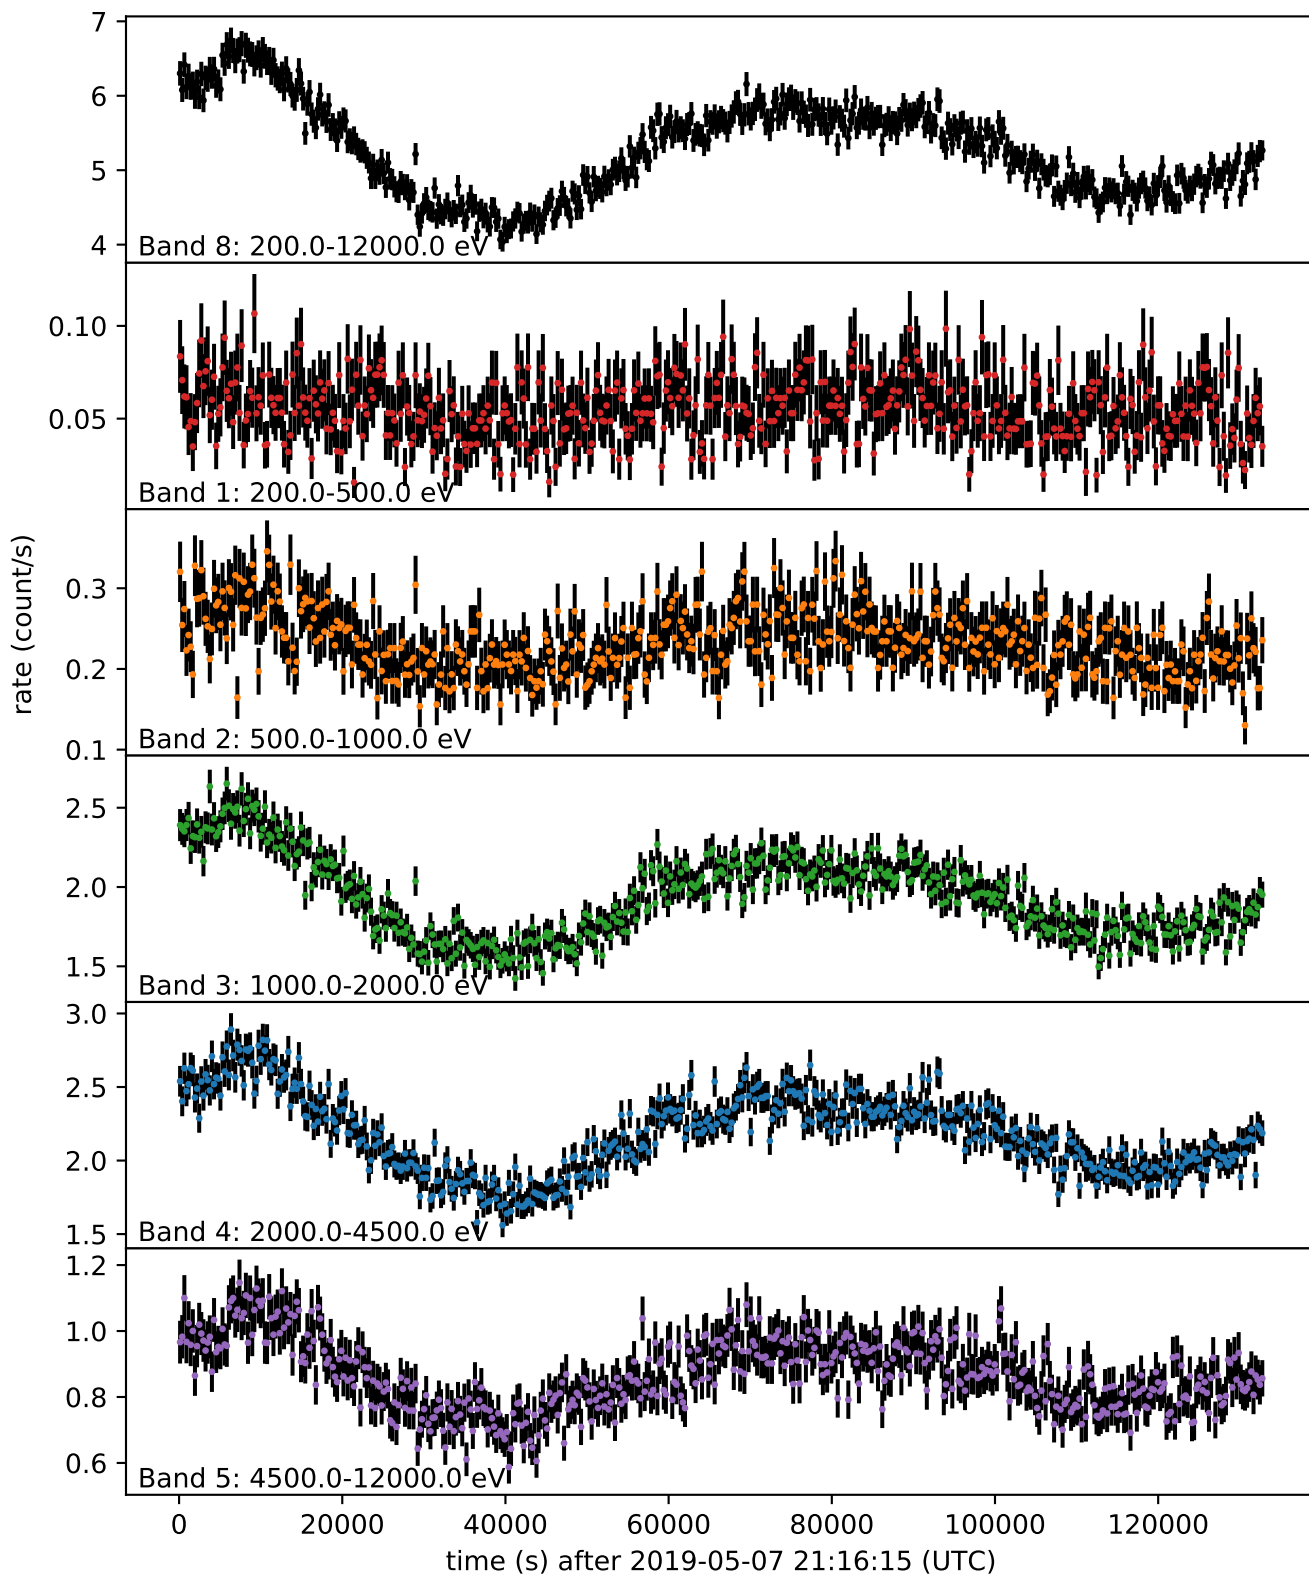 7
6
5
4
Band 8: 200.0-12000.0 eV
0.10
0.05
Band 1: 200.0-500.0 eV
0.3
0.2
0.1
Band 2: 500.0-1000.0 eV
rate (count/s)
2.5
2.0
1.5
Band 3: 1000.0-2000.0 eV
3.0
2.5
2.0
1.5
Band 4: 2000.0-4500.0 eV
1.2
1.0
0.8
0.6
Band 5: 4500.0-12000.0 eV
0 20000 40000 60000 80000 100000 120000
time (s) after 2019-05-07 21:16:15 (UTC)